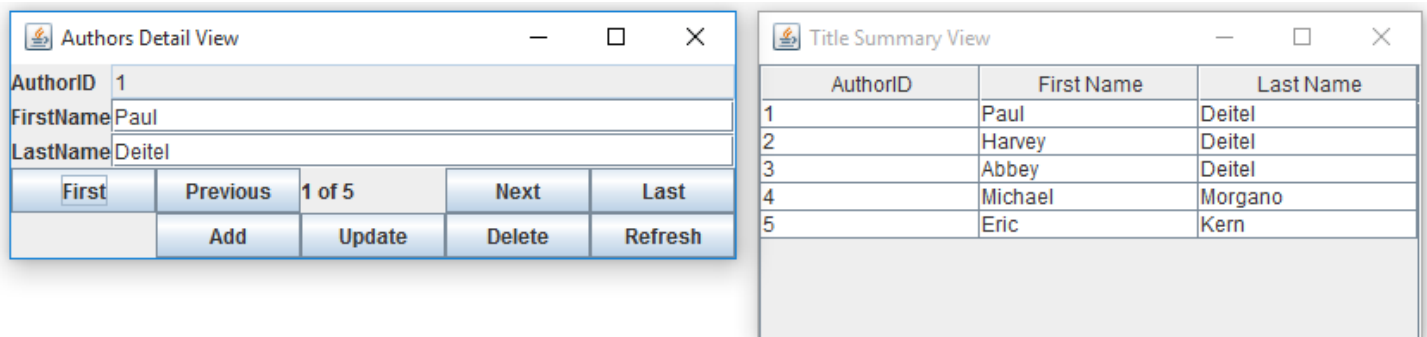 Authors Detail View
AuthorID 1
FirstName Paul
LastName Deitel
First Previous 1 of 5 Next Last
Add Update Delete Refresh
Title Summary View
AuthorID First Name Last Name
1 Paul Deitel
2 Harvey Deitel
3 Abbey Deitel
4 Michael Morgano
5 Eric Kern